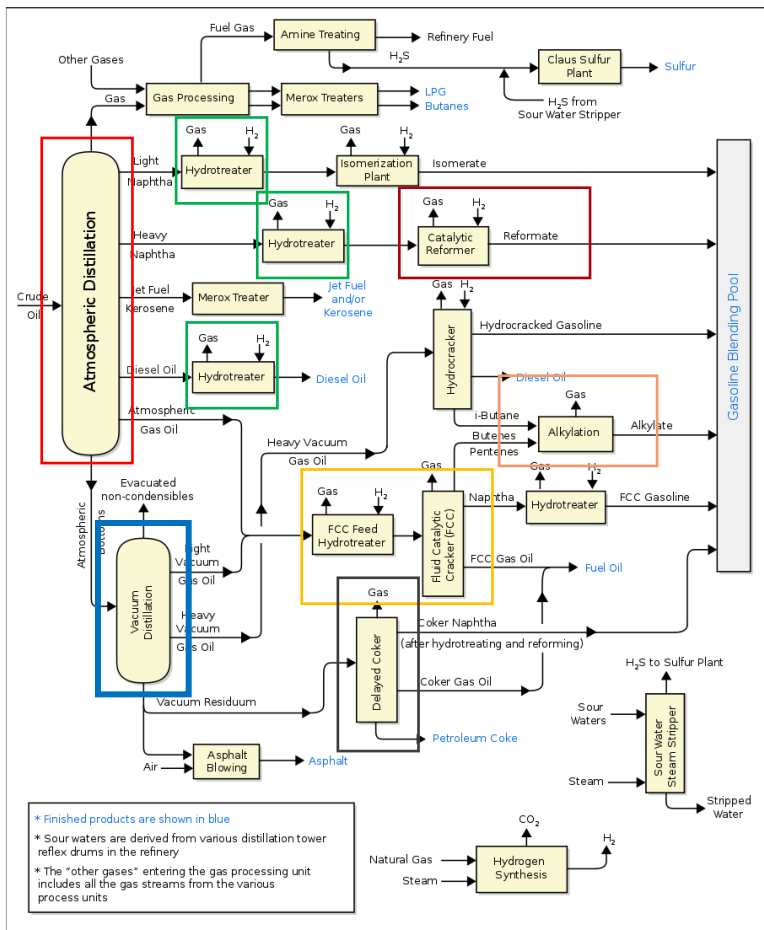 Fuel Gas
Amine Treating
Refinery Fuel
H₂S
Other Gases
Claus Sulfur
Plant
Sulfur
Gas
Gas Processing
Merox Treaters
LPG
Butanes
H₂S from
Sour Water Stripper
Light
Naphtha
Gas
H₂
Hydrotreater
Gas
H₂
Isomerization
Plant
Isomerate
Heavy
Naphtha
Gas
H₂
Hydrotreater
Gas
H₂
Catalytic
Reformer
Reformate
Crude
Oil
Atmospheric Distillation
Jet Fuel
Kerosene
Merox Treater
Jet Fuel
and/or
Kerosene
Gas
H₂
Hydrocracker
Hydrocracked Gasoline
Diesel Oil
Gasoline Blending Pool
Diesel Oil
Gas
H₂
Hydrotreater
Diesel Oil
Atmospheric
Gas Oil
i-Butane
Butenes
Pentenes
Gas
Alkylation
Alkylate
Heavy Vacuum
Gas Oil
Atmospheric
Bottoms
Evacuated
non-condensibles
Vacuum
Distillation
Light
Vacuum
Gas Oil
Heavy
Vacuum
Gas Oil
Gas
H₂
FCC Feed
Hydrotreater
Gas
Fluid Catalytic
Cracker (FCC)
Naphtha
Gas
H₂
Hydrotreater
FCC Gasoline
FCC Gas Oil
Fuel Oil
Gas
Delayed Coker
Coker Naphtha
(after hydrotreating and reforming)
Coker Gas Oil
Petroleum Coke
Vacuum Residuum
Air
Asphalt
Blowing
Asphalt
H₂S to Sulfur Plant
Sour
Waters
Sour Water
Steam Stripper
Steam
Stripped
Water
* Finished products are shown in blue
* Sour waters are derived from various distillation tower
reflex drums in the refinery
* The "other gases" entering the gas processing unit
includes all the gas streams from the various
process units
CO₂
H₂
Natural Gas
Steam
Hydrogen
Synthesis